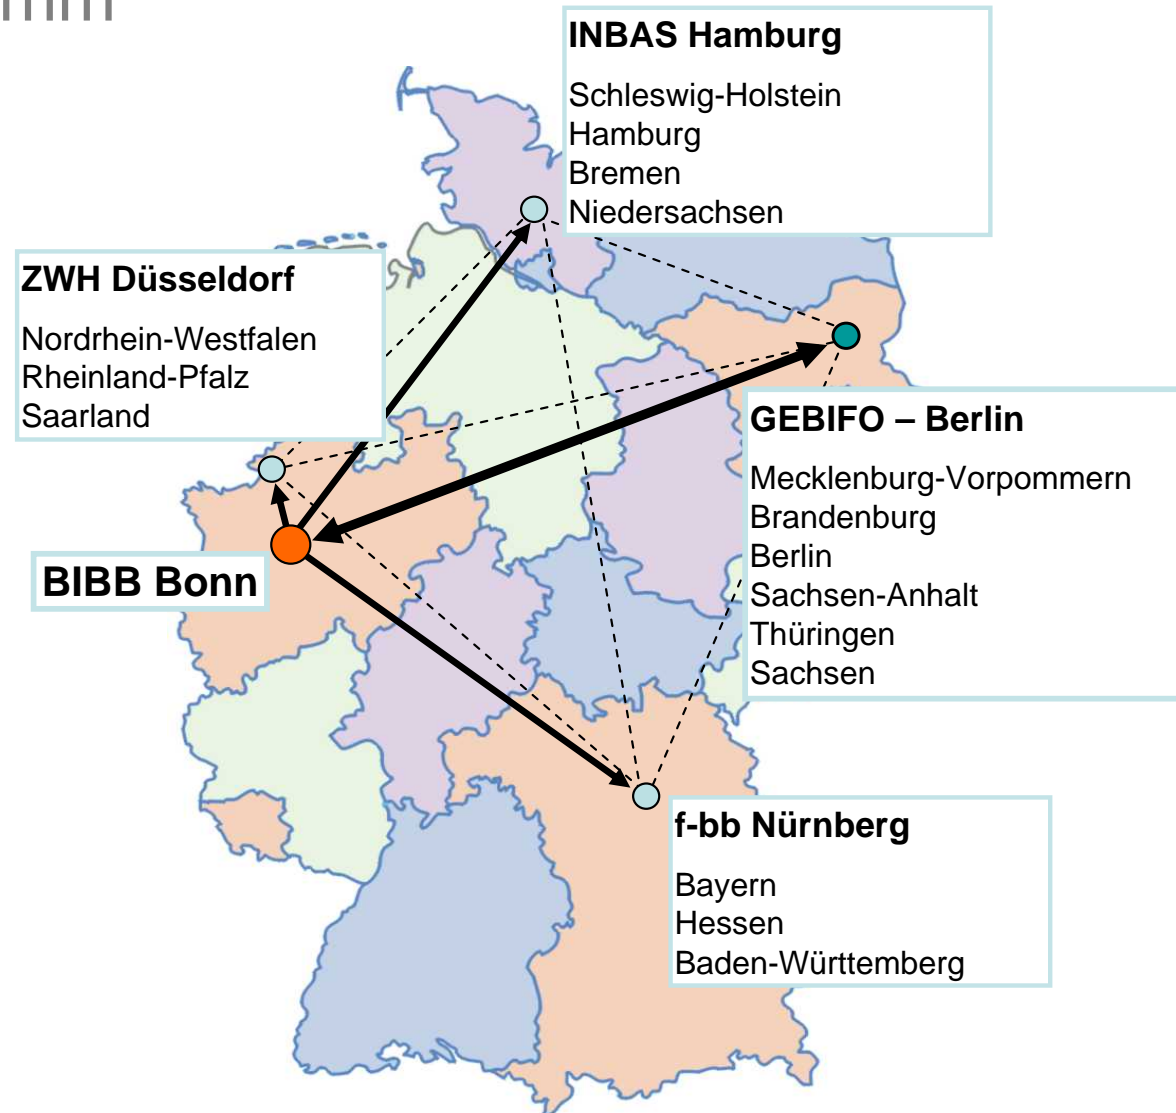 INBAS Hamburg
Schleswig-Holstein
Hamburg
Bremen
Niedersachsen
ZWH Düsseldorf
Nordrhein-Westfalen
Rheinland-Pfalz
Saarland
GEBIFO – Berlin
Mecklenburg-Vorpommern
Brandenburg
Berlin
Sachsen-Anhalt
Thüringen
Sachsen
BIBB Bonn
f-bb Nürnberg
Bayern
Hessen
Baden-Württemberg